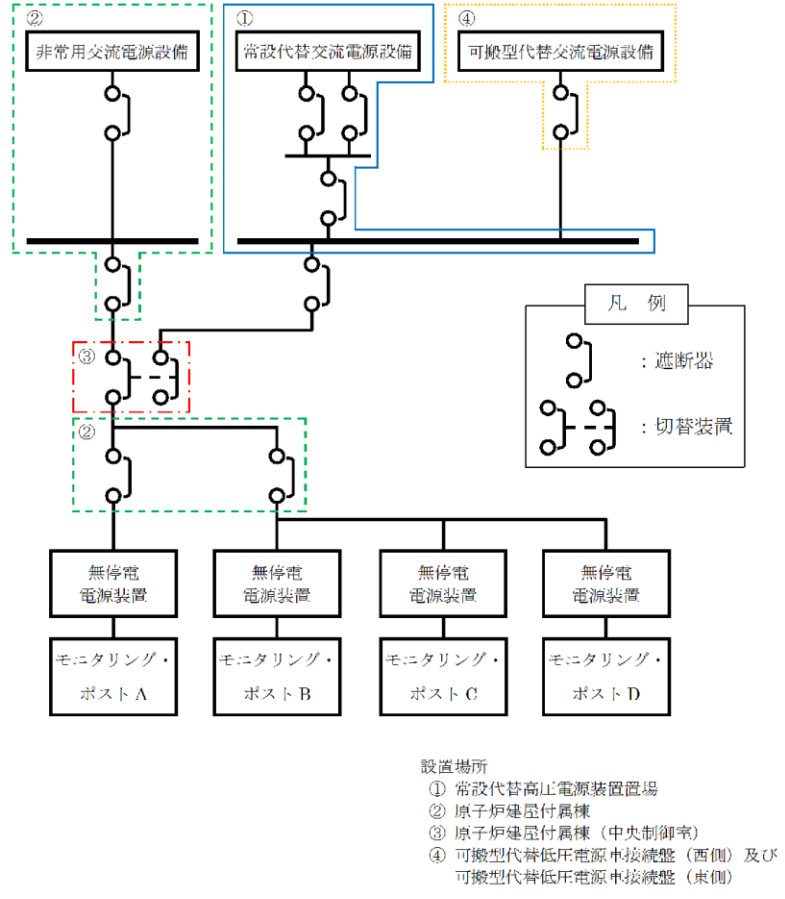 ②
①
④
非常用交流電源設備
常設代替交流電源設備
可搬型代替交流電源設備
凡 例
：遮断器
：切替装置
③
②
無停電
電源装置
無停電
電源装置
無停電
電源装置
無停電
電源装置
モニタリング・
ポストA
モニタリング・
ポストB
モニタリング・
ポストC
モニタリング・
ポストD
設置場所
① 常設代替高圧電源装置置場
② 原子炉建屋付属棟
③ 原子炉建屋付属棟（中央制御室）
④ 可搬型代替低圧電源車接続盤（西側）及び
可搬型代替低圧電源車接続盤（東側）